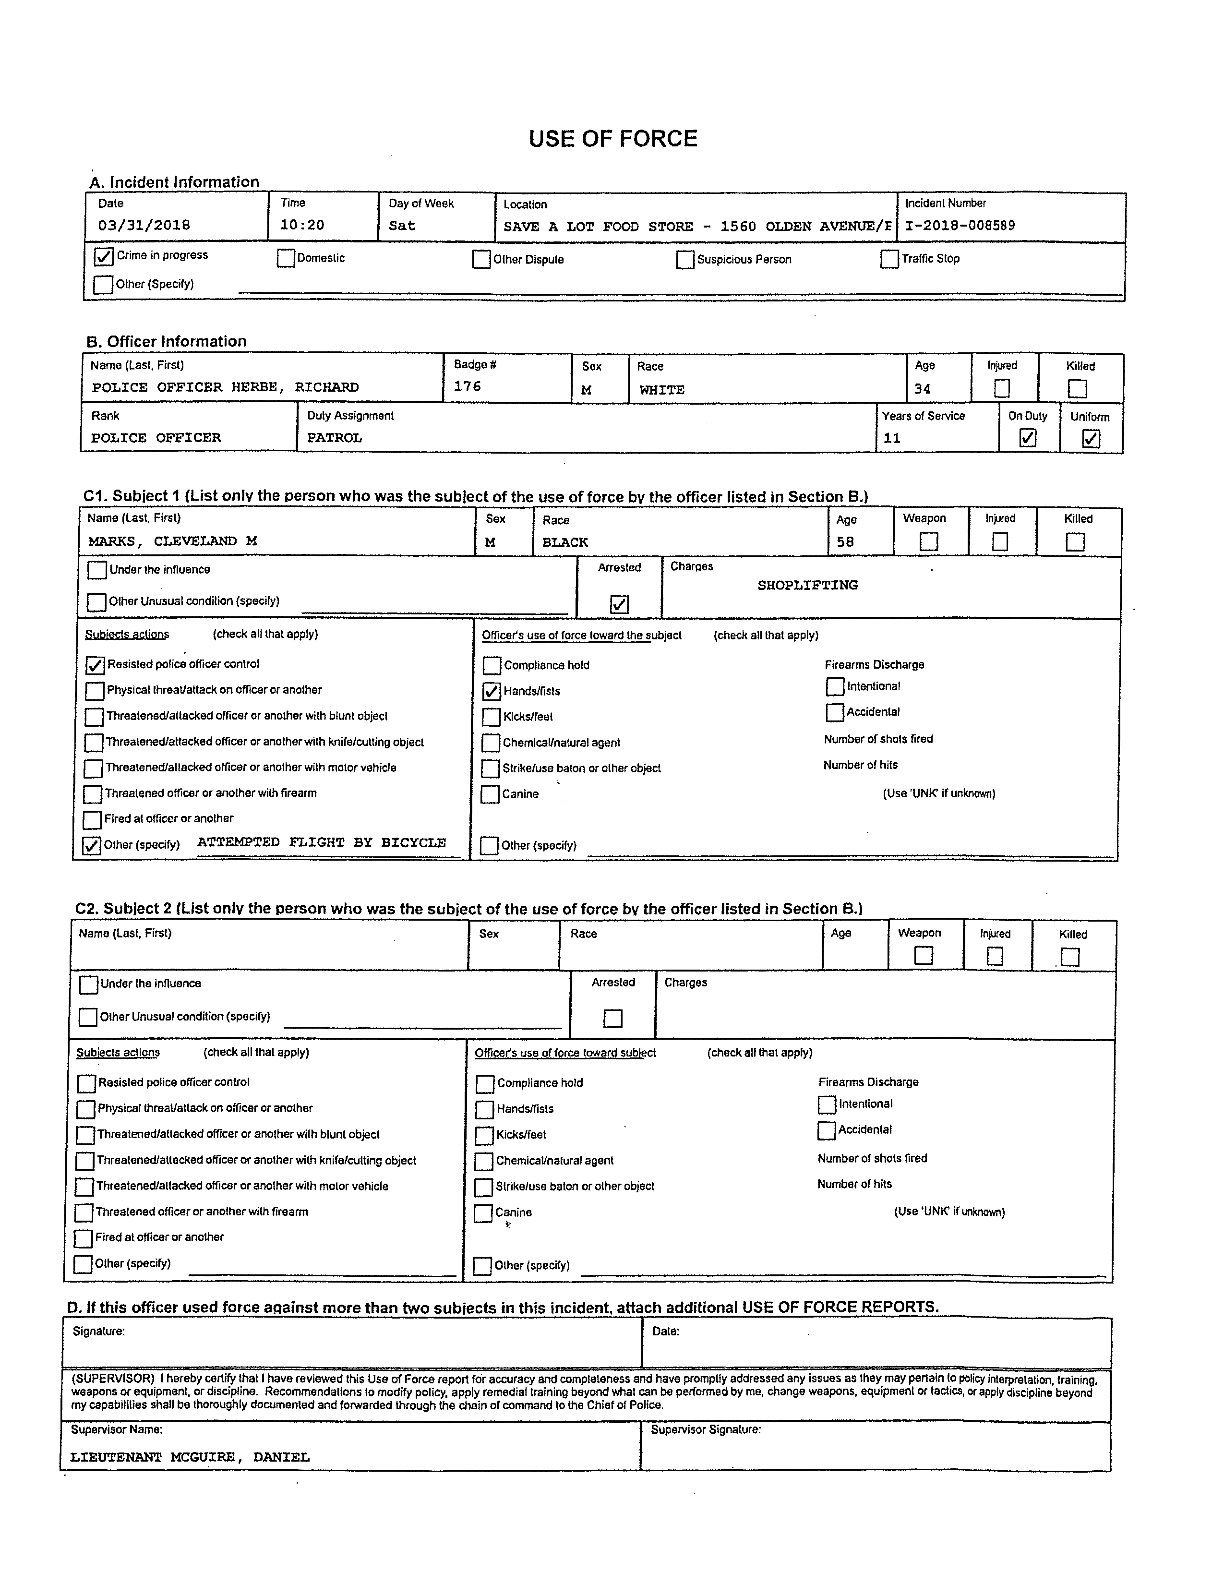 USE OF FORCE
A. Incident Information
Date Time Day of Week Location Incident Number
03/31/2018 10:20 Sat SAVE A LOT FOOD STORE - 1560 OLDEN AVENUE/E I-2018-008589
Crime in progress Domestic Other Dispute Suspicious Person Traffic Stop
Other (Specify)
B. Officer Information
Name (Last, First) Badge # Sex Race Age Injured Killed
POLICE OFFICER HERBE, RICHARD 176 M WHITE 34
Rank Duty Assignment Years of Service On Duty Uniform
POLICE OFFICER PATROL 11
C1. Subject 1 (List only the person who was the subject of the use of force by the officer listed in Section B.)
Name (Last, First) Sex Race Age Weapon Injured Killed
MARKS, CLEVELAND M M BLACK 58
Under the influence Arrested Charges
SHOPLIFTING
Other Unusual condition (specify)
Subjects actions (check all that apply) Officer's use of force toward the subject (check all that apply)
Resisted police officer control Compliance hold Firearms Discharge
Physical threat/attack on officer or another Hands/fists Intentional
Threatened/attacked officer or another with blunt object Kicks/feet Accidental
Threatened/attacked officer or another with knife/cutting object Chemical/natural agent Number of shots fired
Threatened/attacked officer or another with motor vehicle Strike/use baton or other object Number of hits
Threatened officer or another with firearm Canine (Use 'UNK' if unknown)
Fired at officer or another
Other (specify) ATTEMPTED FLIGHT BY BICYCLE Other (specify)
C2. Subject 2 (List only the person who was the subject of the use of force by the officer listed in Section B.)
Name (Last, First) Sex Race Age Weapon Injured Killed
Under the influence Arrested Charges
Other Unusual condition (specify)
Subjects actions (check all that apply) Officer's use of force toward subject (check all that apply)
Resisted police officer control Compliance hold Firearms Discharge
Physical threat/attack on officer or another Hands/fists Intentional
Threatened/attacked officer or another with blunt object Kicks/feet Accidental
Threatened/attacked officer or another with knife/cutting object Chemical/natural agent Number of shots fired
Threatened/attacked officer or another with motor vehicle Strike/use baton or other object Number of hits
Threatened officer or another with firearm Canine (Use 'UNK' if unknown)
Fired at officer or another
Other (specify) Other (specify)
D. If this officer used force against more than two subjects in this incident, attach additional USE OF FORCE REPORTS.
Signature: Date:
(SUPERVISOR) I hereby certify that I have reviewed this Use of Force report for accuracy and completeness and have promptly addressed any issues as they may pertain to policy interpretation, training,
weapons or equipment, or discipline. Recommendations to modify policy, apply remedial training beyond what can be performed by me, change weapons, equipment or tactics, or apply discipline beyond
my capabilities shall be thoroughly documented and forwarded through the chain of command to the Chief of Police.
Supervisor Name: Supervisor Signature:
LIEUTENANT MCGUIRE, DANIEL